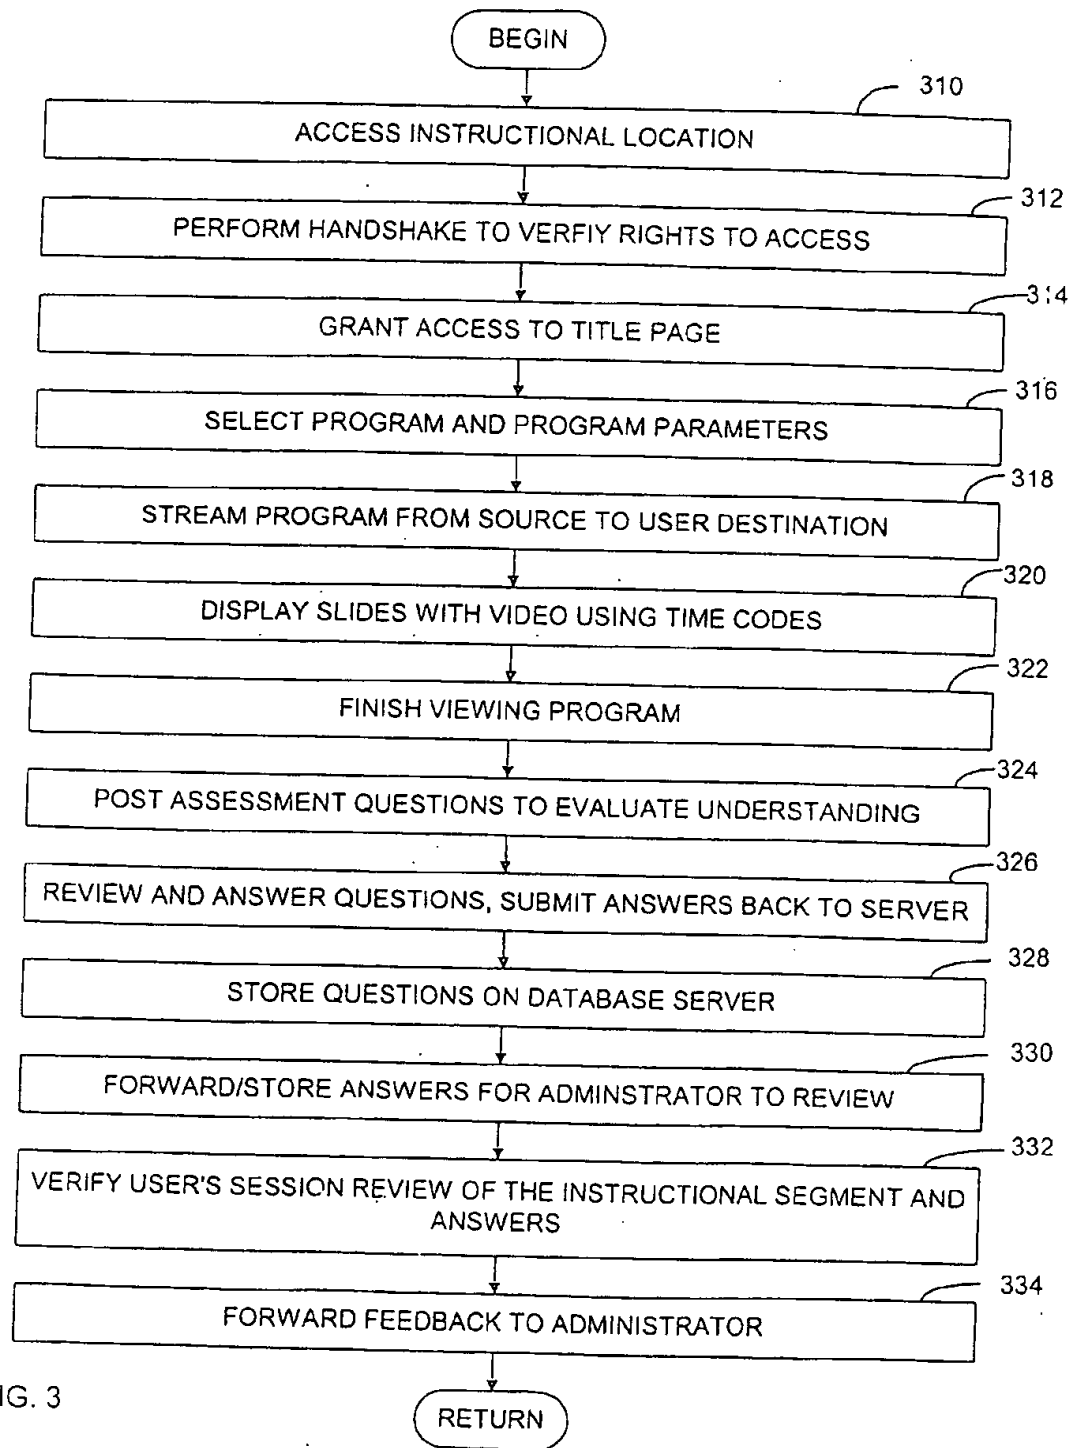 BEGIN
310
ACCESS INSTRUCTIONAL LOCATION
312
PERFORM HANDSHAKE TO VERFIY RIGHTS TO ACCESS
314
GRANT ACCESS TO TITLE PAGE
316
SELECT PROGRAM AND PROGRAM PARAMETERS
318
STREAM PROGRAM FROM SOURCE TO USER DESTINATION
320
DISPLAY SLIDES WITH VIDEO USING TIME CODES
322
FINISH VIEWING PROGRAM
324
POST ASSESSMENT QUESTIONS TO EVALUATE UNDERSTANDING
326
REVIEW AND ANSWER QUESTIONS, SUBMIT ANSWERS BACK TO SERVER
328
STORE QUESTIONS ON DATABASE SERVER
330
FORWARD/STORE ANSWERS FOR ADMINSTRATOR TO REVIEW
332
VERIFY USER'S SESSION REVIEW OF THE INSTRUCTIONAL SEGMENT AND
ANSWERS
334
FORWARD FEEDBACK TO ADMINISTRATOR
IG. 3
RETURN